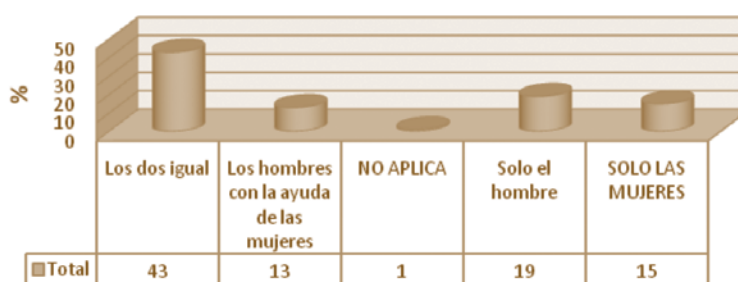 50
40
30
20
10
0
%
Los dos igual
Los hombres
con la ayuda
de las
mujeres
NO APLICA
Solo el
hombre
SOLO LAS
MUJERES
Total 43 13 1 19 15